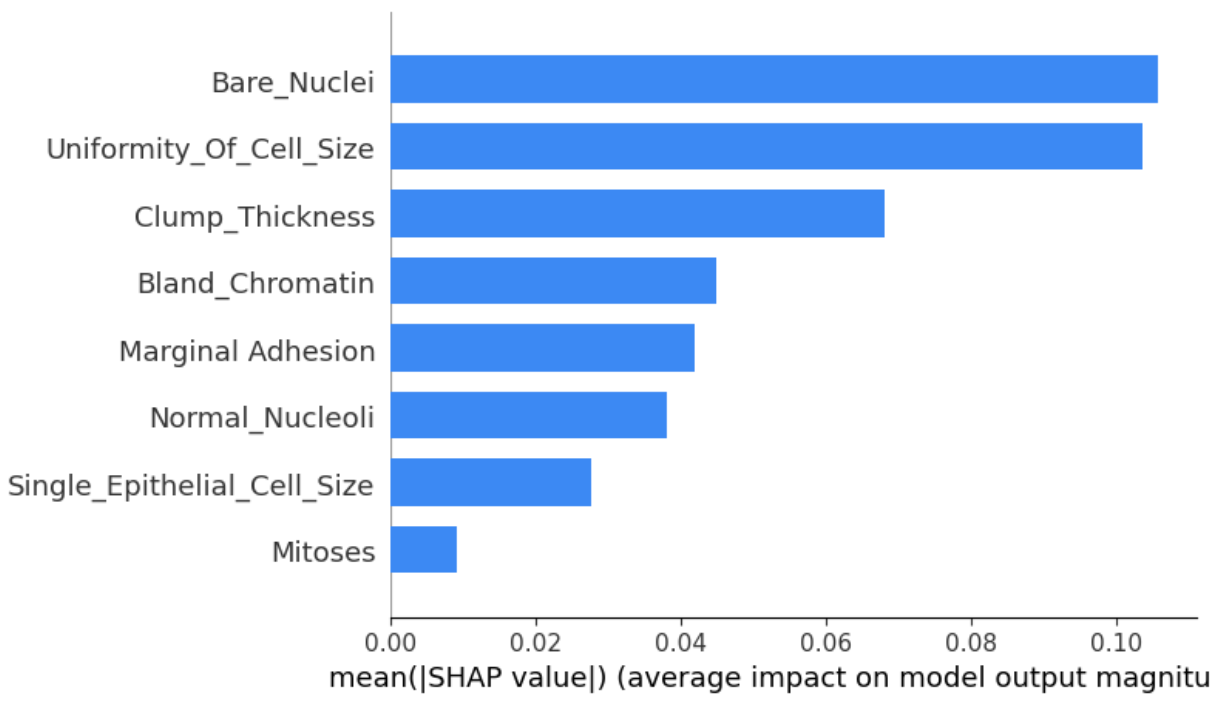 Bare_Nuclei
Uniformity_Of_Cell_Size
Clump_Thickness
Bland_Chromatin
Marginal Adhesion
Normal_Nucleoli
Single_Epithelial_Cell_Size
Mitoses
0.00 0.02 0.04 0.06 0.08 0.10
mean(|SHAP value|) (average impact on model output magnitu